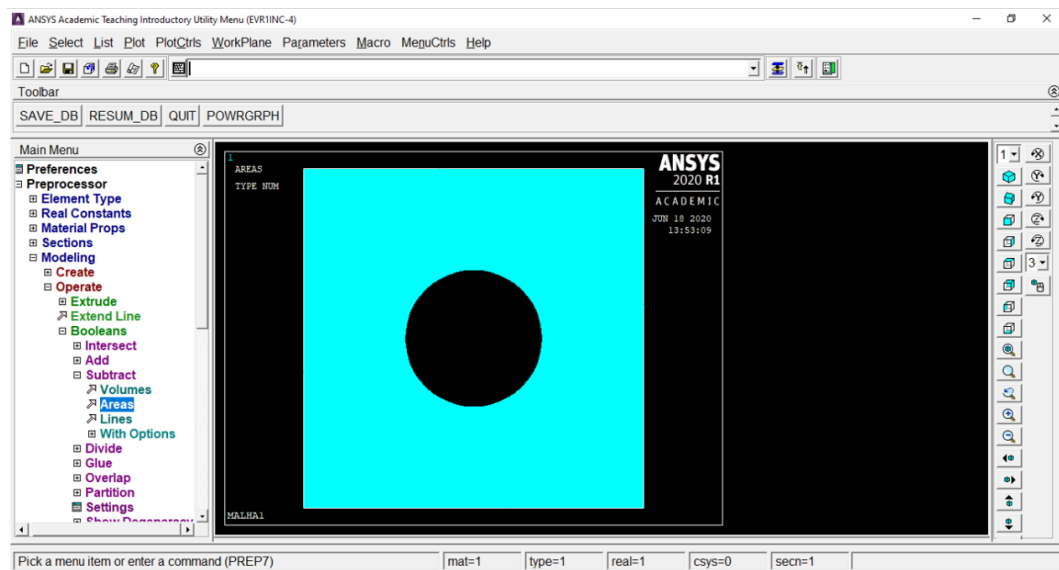 ANSYS Academic Teaching Introductory Utility Menu (EVR1INC-4)
File Select List Plot PlotCtrls WorkPlane Parameters Macro MenuCtrls Help
Toolbar
SAVE_DB RESUM_DB QUIT POWRGRPH
Main Menu
Preferences
Preprocessor
Element Type
Real Constants
Material Props
Sections
Modeling
Create
Operate
Extrude
Extend Line
Booleans
Intersect
Add
Subtract
Volumes
Areas
Lines
With Options
Divide
Glue
Overlap
Partition
Settings
Show Degeneracy
1
AREAS
TYPE NUM
ANSYS
2020 R1
ACADEMIC
JUN 18 2020
13:53:09
MALHA1
1
3
Pick a menu item or enter a command (PREP7) mat=1 type=1 real=1 csys=0 secn=1